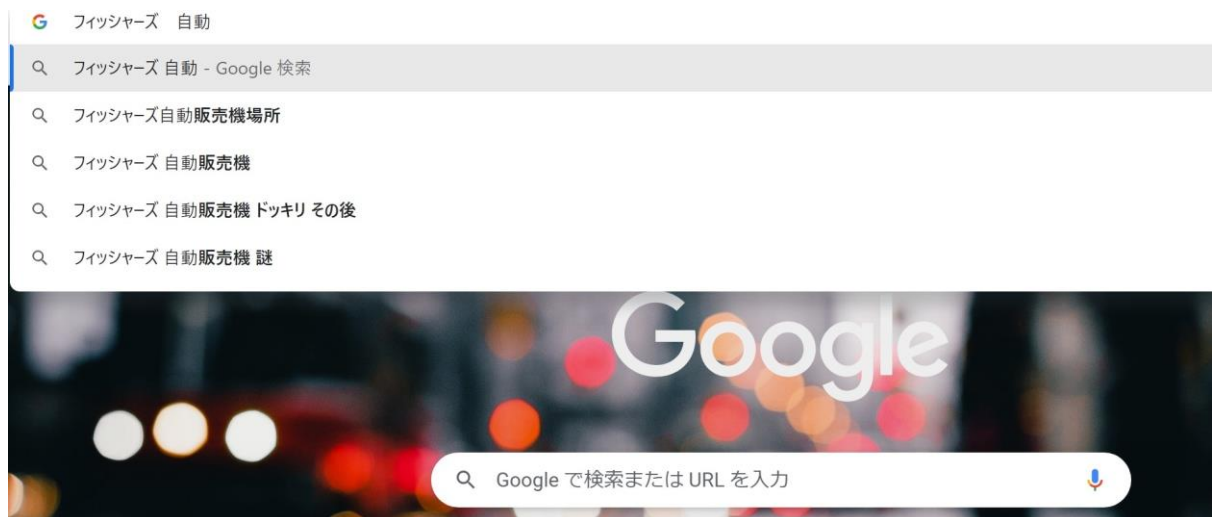 フィッシャーズ　自動
フィッシャーズ 自動 - Google 検索
フィッシャーズ自動販売機場所
フィッシャーズ 自動販売機
フィッシャーズ 自動販売機 ドッキリ その後
フィッシャーズ 自動販売機 謎
Google
Google で検索または URL を入力